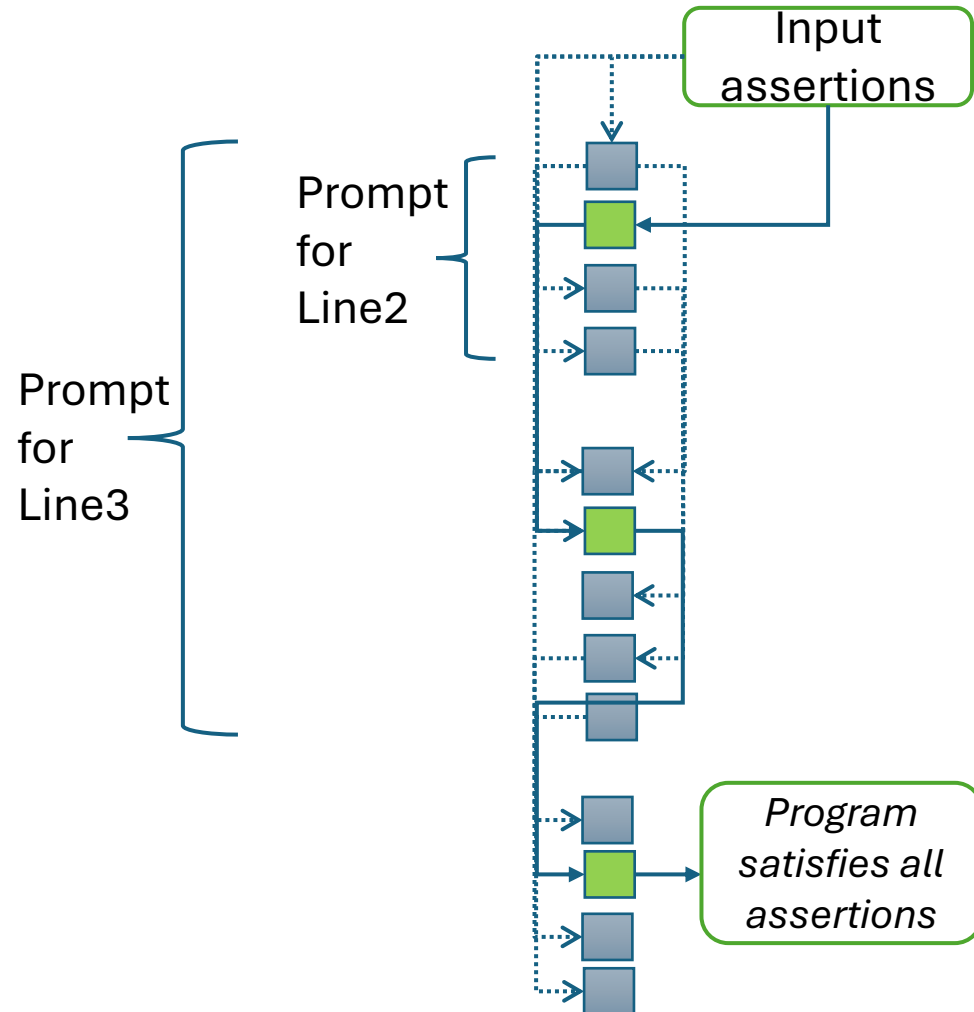 Input
assertions
Prompt
for
Line2
Prompt
for
Line3
Program
satisfies all
assertions